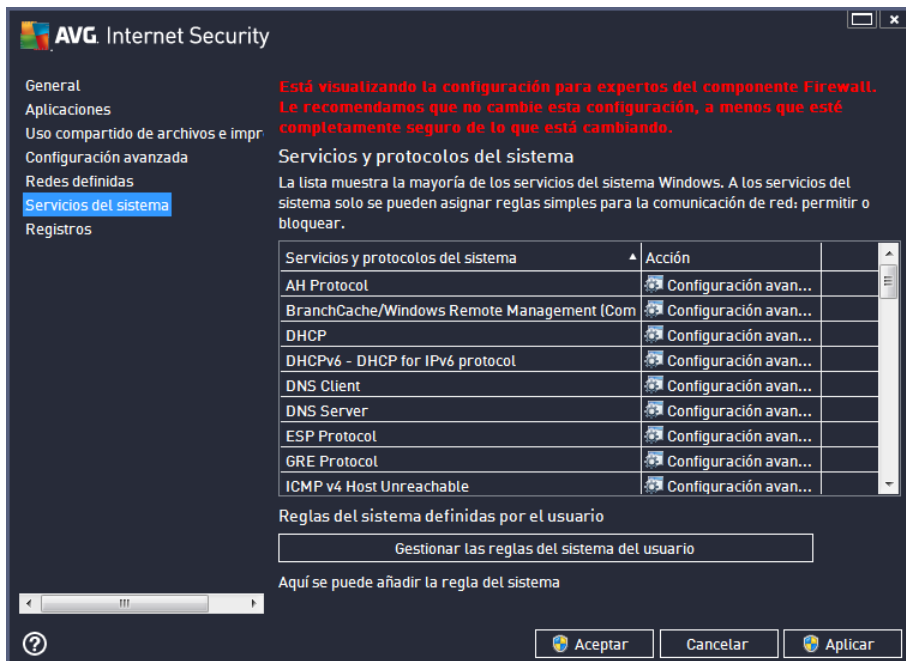 AVG. Internet Security
General
Aplicaciones
Uso compartido de archivos e impr
Configuración avanzada
Redes definidas
Servicios del sistema
Registros
Está visualizando la configuración para expertos del componente Firewall.
Le recomendamos que no cambie esta configuración, a menos que esté
completamente seguro de lo que está cambiando.
Servicios y protocolos del sistema
La lista muestra la mayoría de los servicios del sistema Windows. A los servicios del
sistema solo se pueden asignar reglas simples para la comunicación de red: permitir o
bloquear.
Servicios y protocolos del sistema Acción
AH Protocol Configuración avan...
BranchCache/Windows Remote Management (Com Configuración avan...
DHCP Configuración avan...
DHCPv6 - DHCP for IPv6 protocol Configuración avan...
DNS Client Configuración avan...
DNS Server Configuración avan...
ESP Protocol Configuración avan...
GRE Protocol Configuración avan...
ICMP v4 Host Unreachable Configuración avan...
Reglas del sistema definidas por el usuario
Gestionar las reglas del sistema del usuario
Aquí se puede añadir la regla del sistema
? Aceptar Cancelar Aplicar